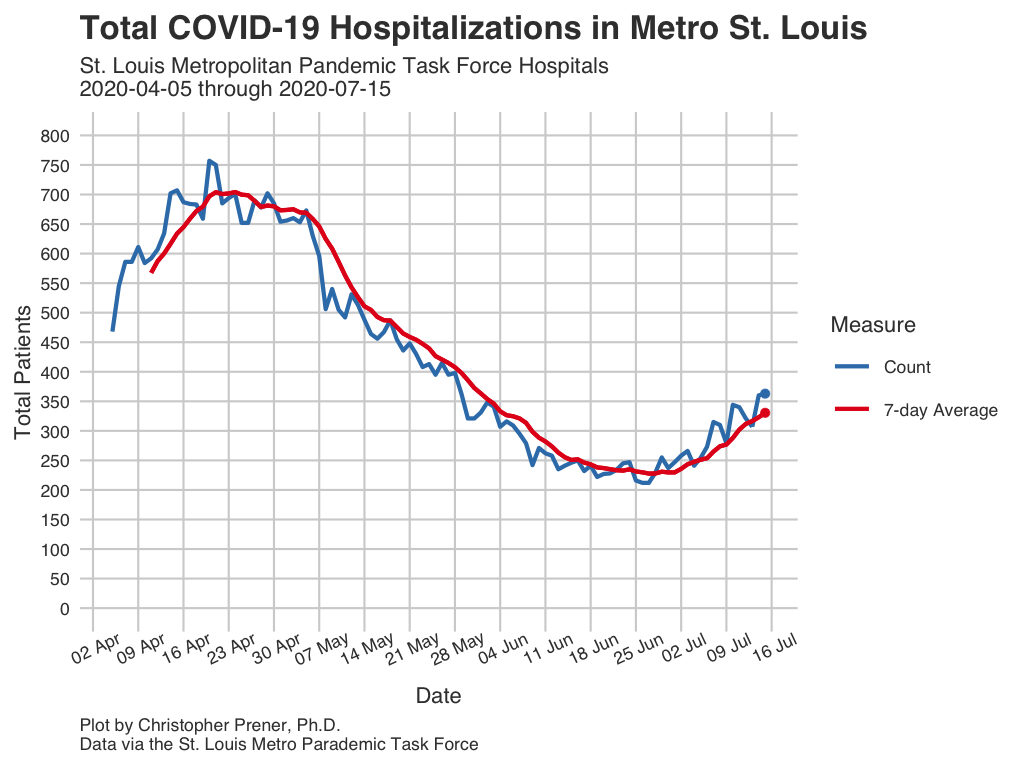 Total COVID-19 Hospitalizations in Metro St. Louis
St. Louis Metropolitan Pandemic Task Force Hospitals
2020-04-05 through 2020-07-15
Total Patients
800
750
700
650
600
550
500
450
400
350
300
250
200
150
100
50
0
02 Apr
09 Apr
16 Apr
23 Apr
30 Apr
07 May
14 May
21 May
28 May
04 Jun
11 Jun
18 Jun
25 Jun
02 Jul
09 Jul
16 Jul
Date
Measure
Count
7-day Average
Plot by Christopher Prener, Ph.D.
Data via the St. Louis Metro Parademic Task Force